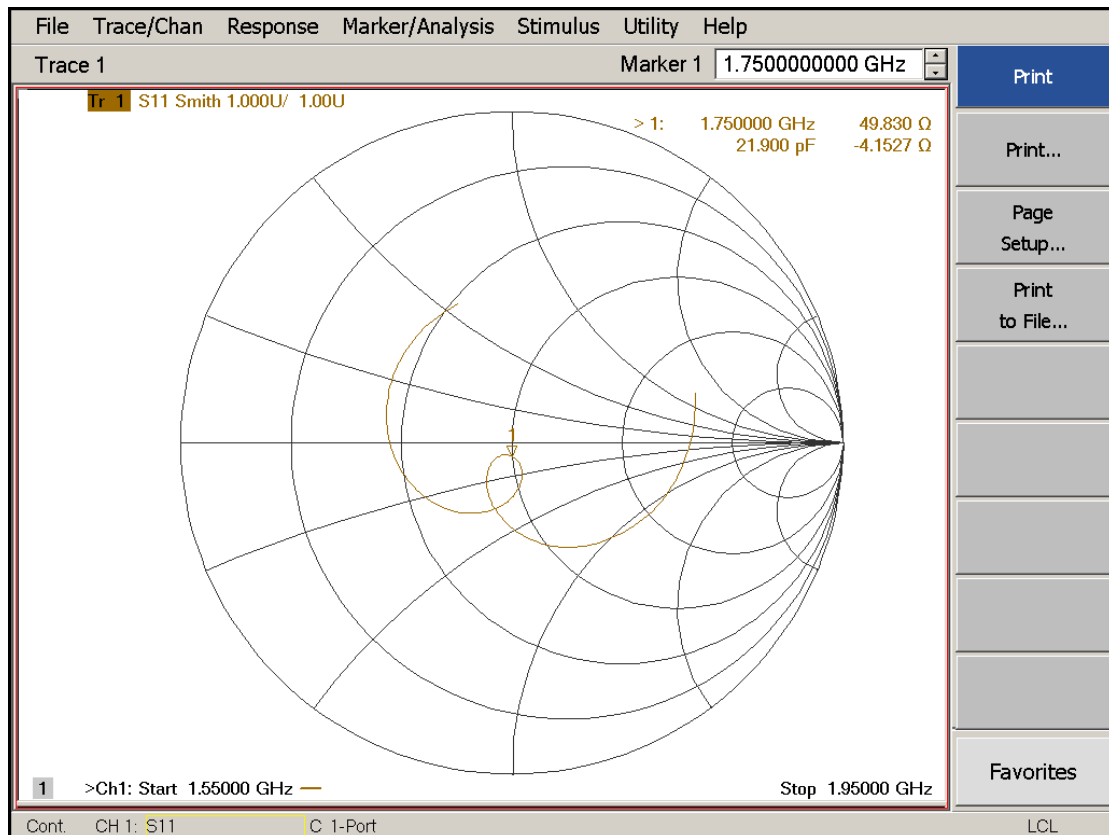 File Trace/Chan Response Marker/Analysis Stimulus Utility Help
Trace 1 Marker 1 1.7500000000 GHz
Tr 1 S11 Smith 1.000U/ 1.00U
> 1: 1.750000 GHz 49.830 Ω
21.900 pF -4.1527 Ω
1
1 >Ch1: Start 1.55000 GHz Stop 1.95000 GHz
Cont. CH 1: S11 C 1-Port LCL
Print
Print...
Page
Setup...
Print
to File...
Favorites